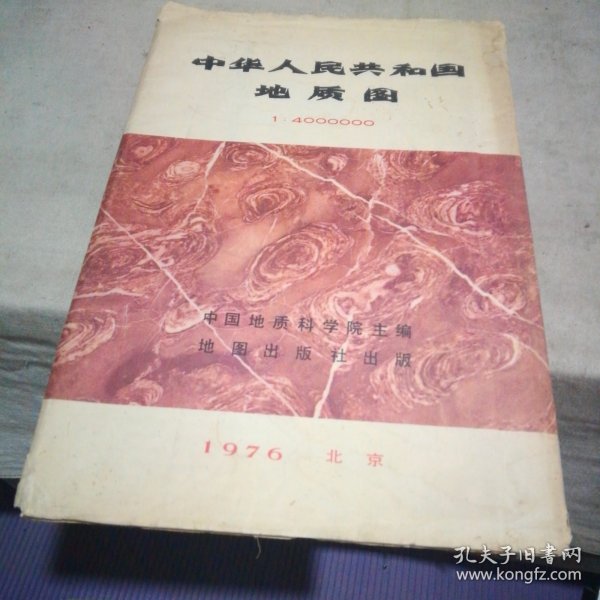 中华人民共和国
地质图
1:4000000
中国地质科学院主编
地图出版社出版
1976 北京
孔夫子旧书网
www.kongfz.com